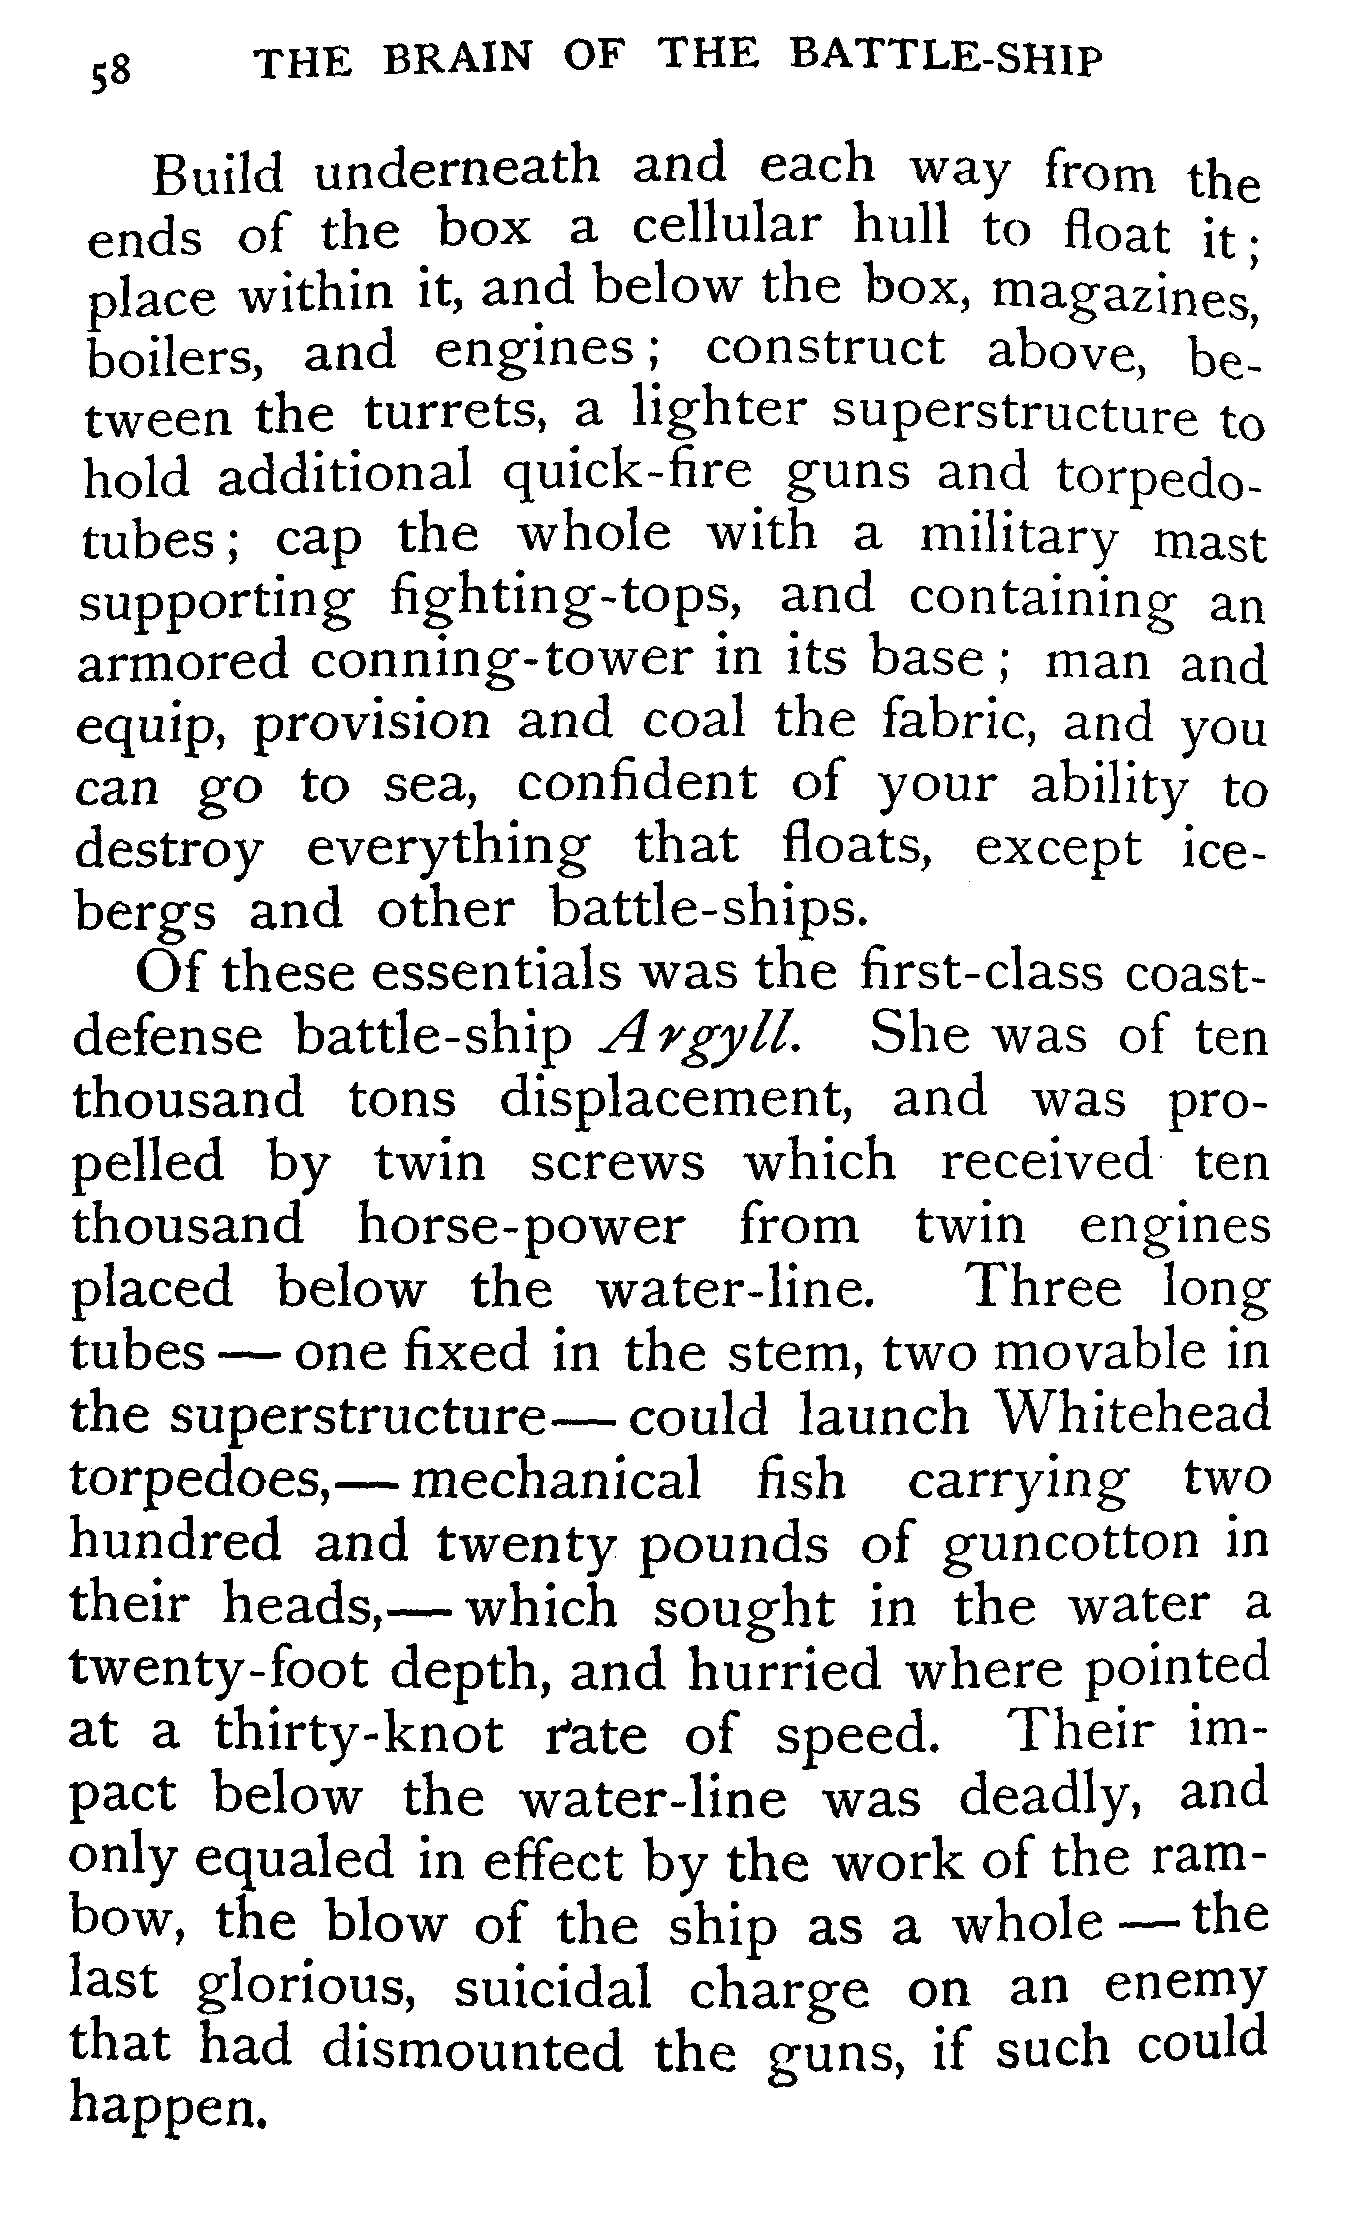 58 THE BRAIN OF THE BATTLE-SHIP
Build underneath and each way from the
ends of the box a cellular hull to float it;
place within it, and below the box, magazines,
boilers, and engines; construct above, be-
tween the turrets, a lighter superstructure to
hold additional quick-fire guns and torpedo-
tubes; cap the whole with a military mast
supporting fighting-tops, and containing an
armored conning-tower in its base; man and
equip, provision and coal the fabric, and you
can go to sea, confident of your ability to
destroy everything that floats, except ice-
bergs and other battle-ships.
Of these essentials was the first-class coast-
defense battle-ship Argyll. She was of ten
thousand tons displacement, and was pro-
pelled by twin screws which received ten
thousand horse-power from twin engines
placed below the water-line. Three long
tubes — one fixed in the stem, two movable in
the superstructure— could launch Whitehead
torpedoes,— mechanical fish carrying two
hundred and twenty pounds of guncotton in
their heads,— which sought in the water a
twenty-foot depth, and hurried where pointed
at a thirty-knot rate of speed. Their im-
pact below the water-line was deadly, and
only equaled in effect by the work of the ram-
bow, the blow of the ship as a whole — the
last glorious, suicidal charge on an enemy
that had dismounted the guns, if such could
happen.